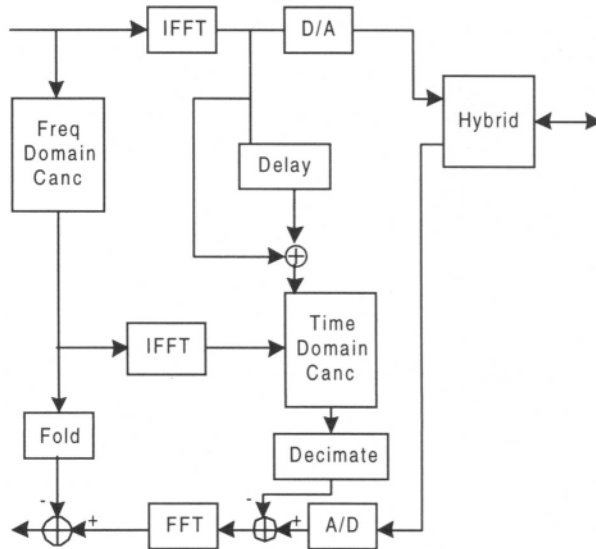 IFFT
D/A
Freq
Domain
Canc
Hybrid
Delay
+
IFFT
Time
Domain
Canc
Fold
Decimate
-
-
+
FFT
+
A/D